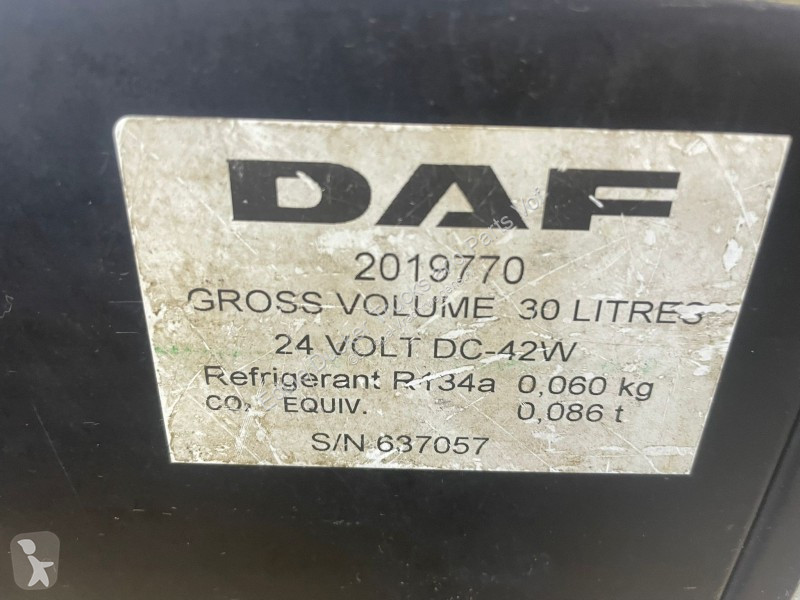 DAF
2019770
GROSS VOLUME 30 LITRES
24 VOLT DC-42W
Refrigerant R134a 0,060 kg
CO₂ EQUIV. 0,086 t
S/N 637057